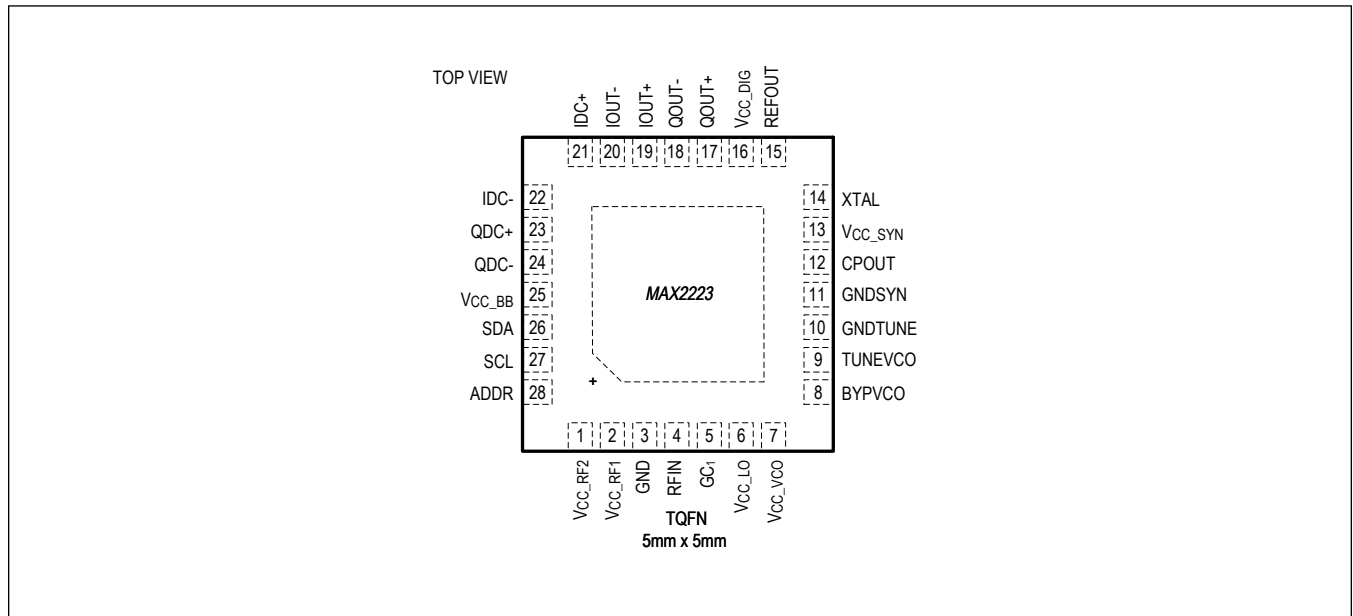 TOP VIEW
IDC+
IOUT-
IOUT+
QOUT-
QOUT+
VCC_DIG
REFOUT
21 20 19 18 17 16 15
IDC- 22
QDC+ 23
QDC- 24
VCC_BB 25
SDA 26
SCL 27
ADDR 28
14 XTAL
13 VCC_SYN
12 CPOUT
11 GNDSYN
10 GNDTUNE
9 TUNEVCO
8 BYPVCO
MAX2223
+
1 2 3 4 5 6 7
VCC_RF2
VCC_RF1
GND
RFIN
GC1
VCC_LO
VCC_VCO
TQFN
5mm x 5mm